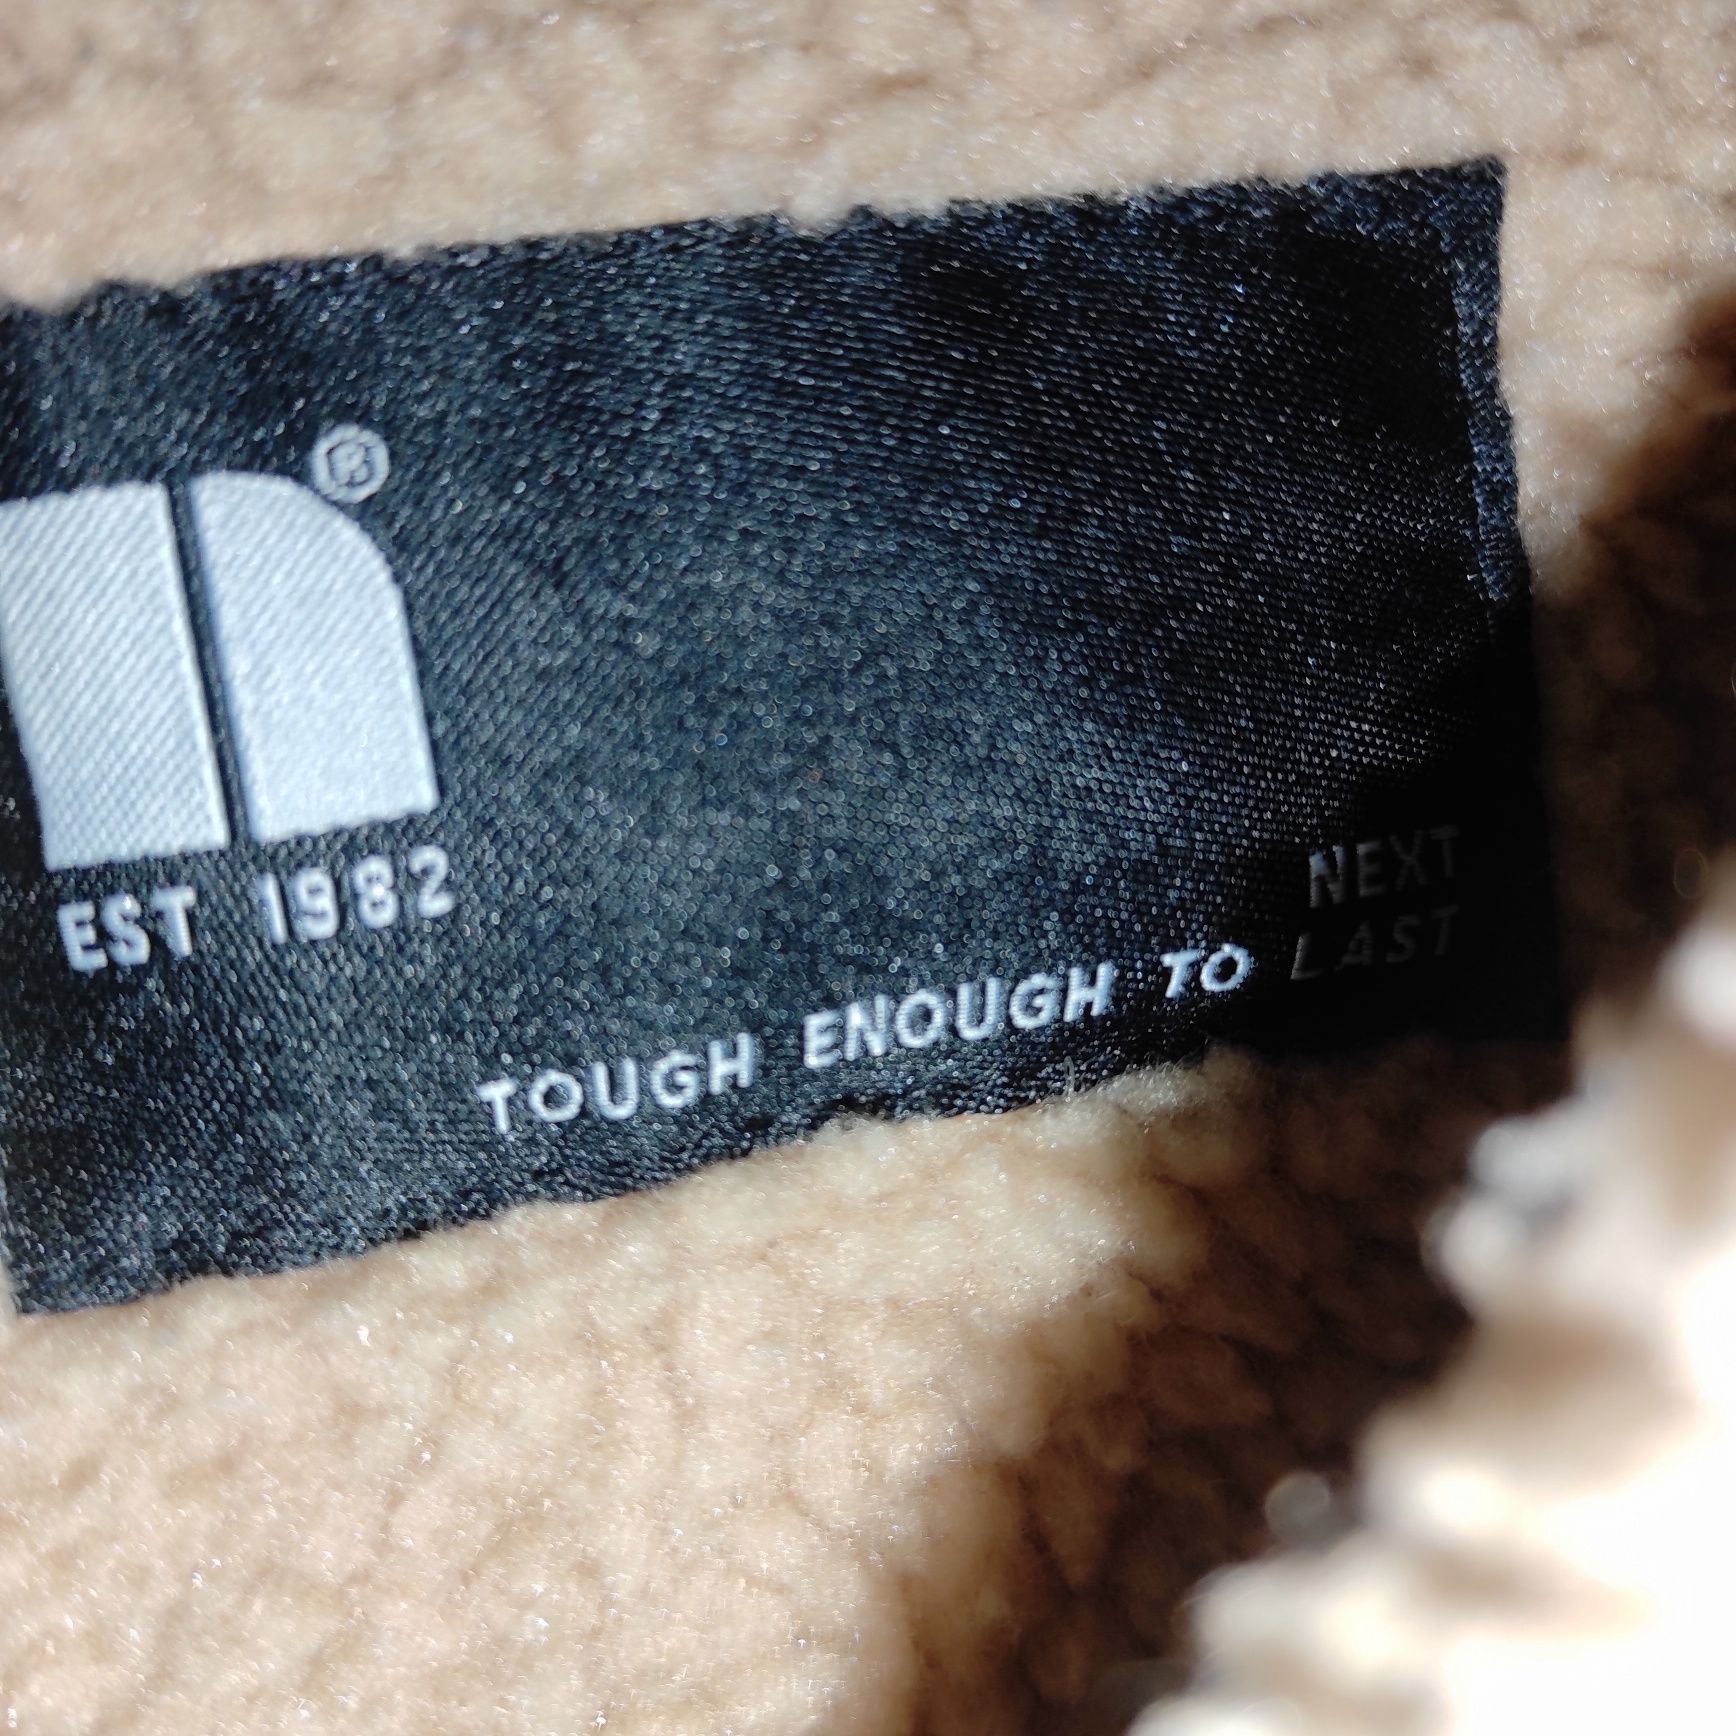 ®
EST 1982
NEXT
TOUGH ENOUGH TO LAST